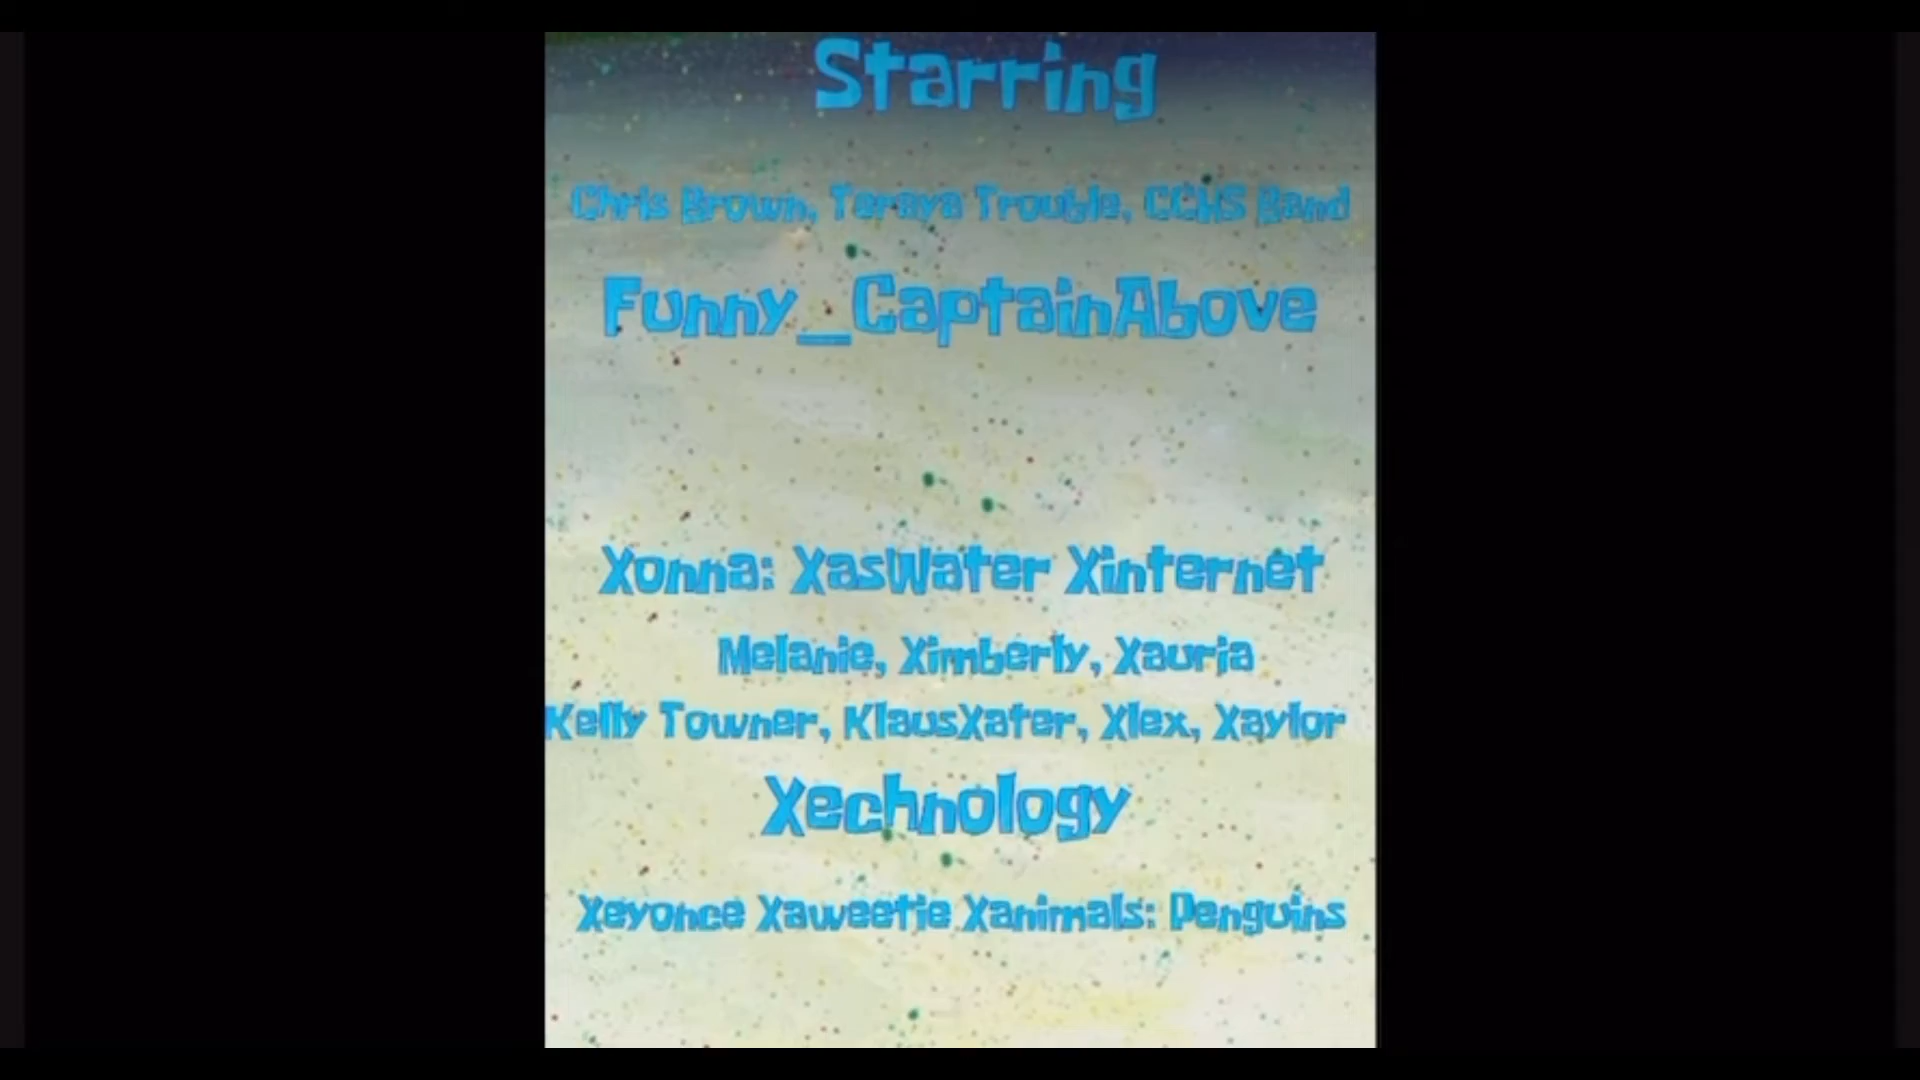 Starring
Chris Brown, Teraya Trouble, CCHS Band
Funny_CaptainAbove
Xonna: XasWater Xinternet
Melanie, Ximberly, Xauria
Kelly Towner, KlausXater, Xlex, Xaylor
Xechnology
Xeyonce Xaweetie Xanimals: Penguins